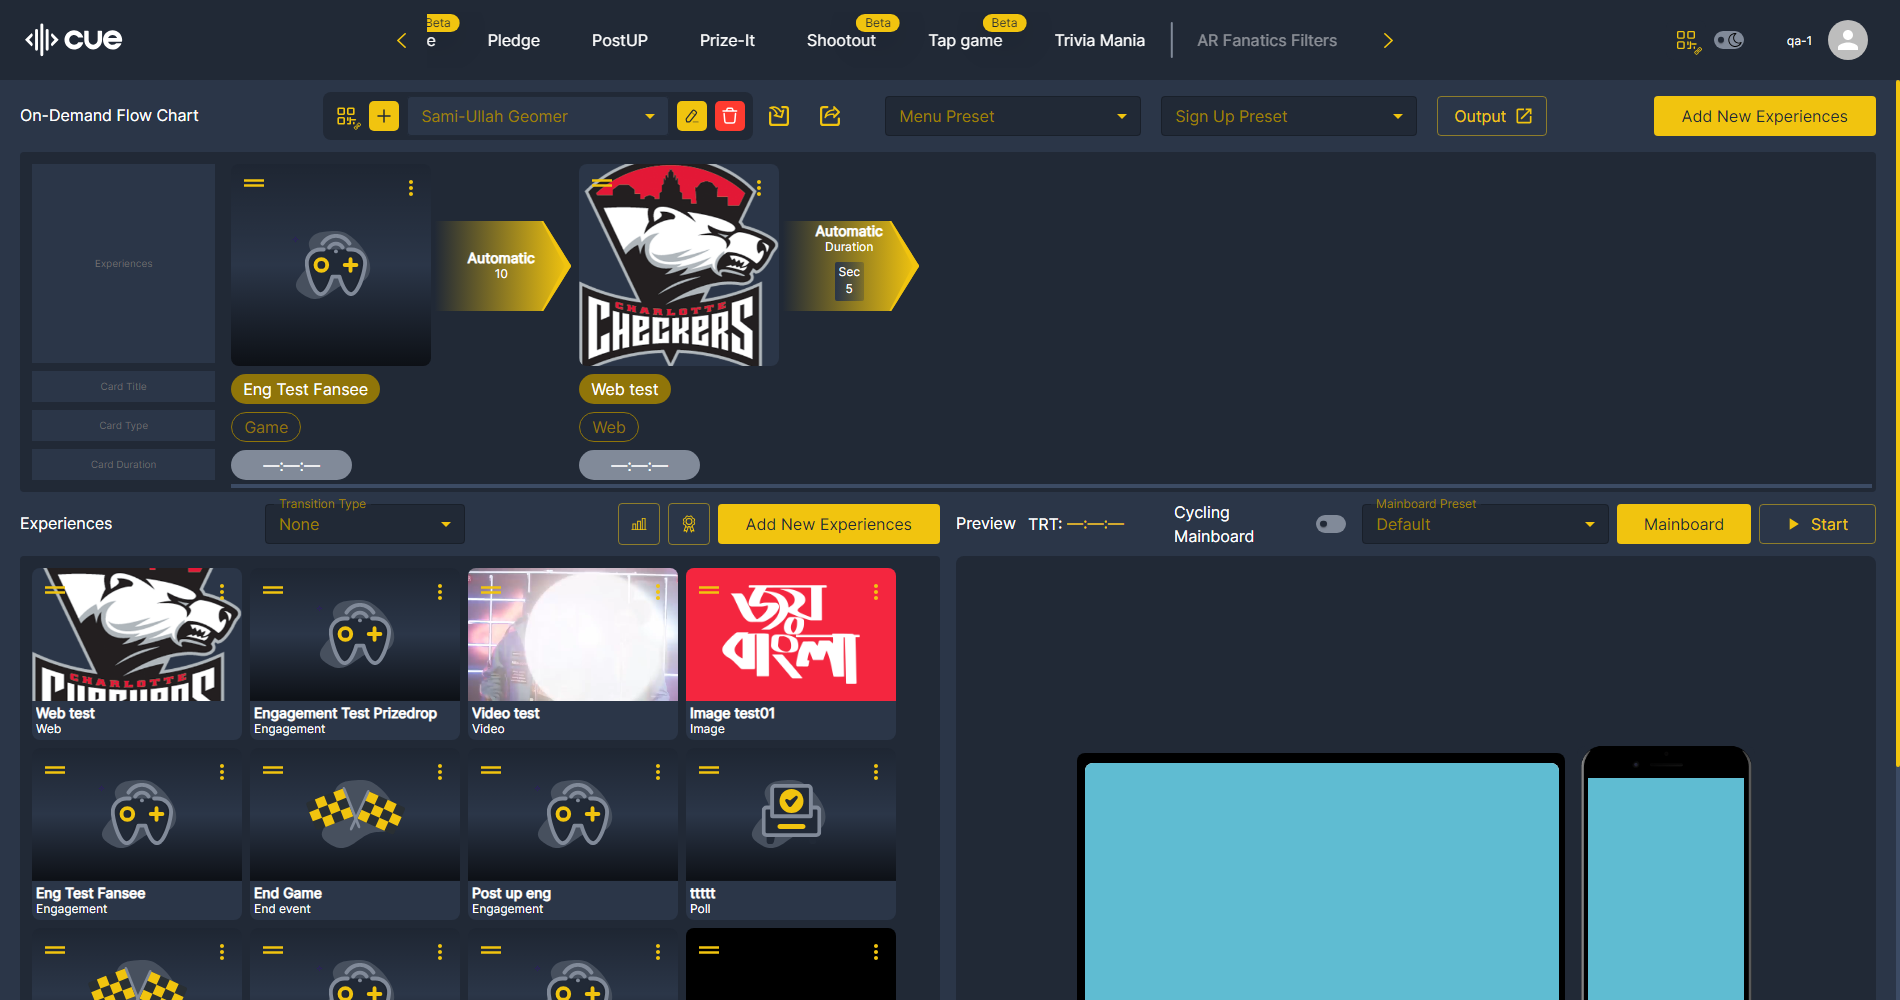 cue
Beta
e
Pledge
PostUP
Prize-It
Beta
Shootout
Beta
Tap game
Trivia Mania
AR Fanatics Filters
qa-1
On-Demand Flow Chart
Sami-Ullah Geomer
Menu Preset
Sign Up Preset
Output
Add New Experiences
Experiences
Automatic
10
CHARLOTTE
CHECKERS
Automatic
Duration
Sec
5
Card Title
Eng Test Fansee
Web test
Card Type
Game
Web
Card Duration
—:—:—
—:—:—
Experiences
Transition Type
None
Add New Experiences
Preview
TRT: —:—:—
Cycling
Mainboard
Mainboard Preset
Default
Mainboard
Start
CHARLOTTE
CHECKERS
Web test
Web
Engagement Test Prizedrop
Engagement
Video test
Video
জয়
বাংলা
Image test01
Image
Eng Test Fansee
Engagement
End Game
End event
Post up eng
Engagement
ttttt
Poll